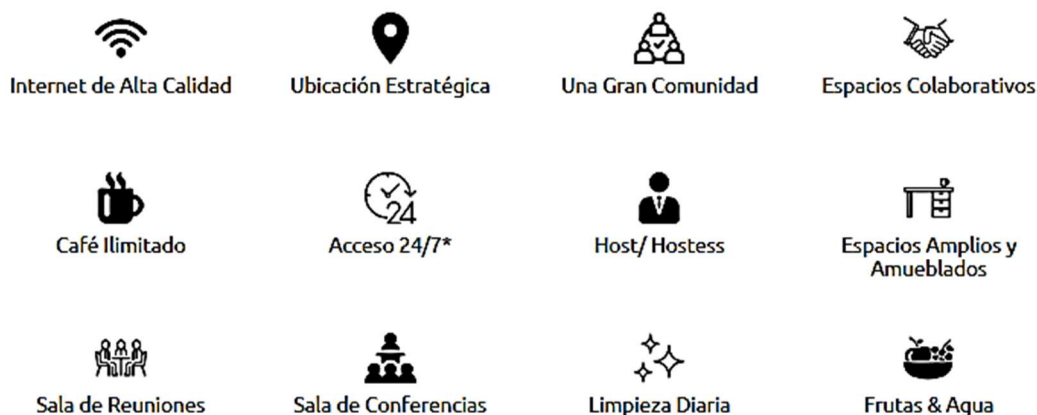 Internet de Alta Calidad
Ubicación Estratégica
Una Gran Comunidad
Espacios Colaborativos
Café Ilimitado
24
Acceso 24/7*
Host/ Hostess
Espacios Amplios y
Amueblados
Sala de Reuniones
Sala de Conferencias
Limpieza Diaria
Frutas & Agua